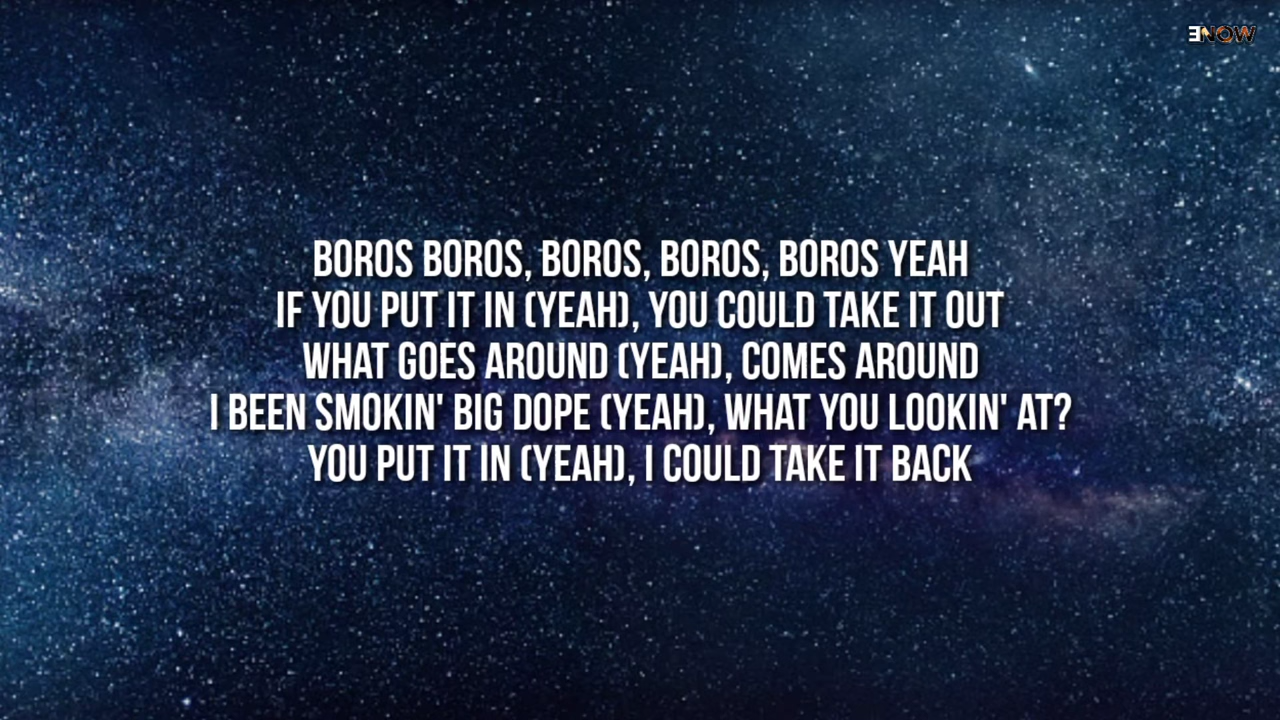 ENOW
BOROS BOROS, BOROS, BOROS, BOROS YEAH
IF YOU PUT IT IN (YEAH), YOU COULD TAKE IT OUT
WHAT GOES AROUND (YEAH), COMES AROUND
I BEEN SMOKIN' BIG DOPE (YEAH), WHAT YOU LOOKIN' AT?
YOU PUT IT IN (YEAH), I COULD TAKE IT BACK